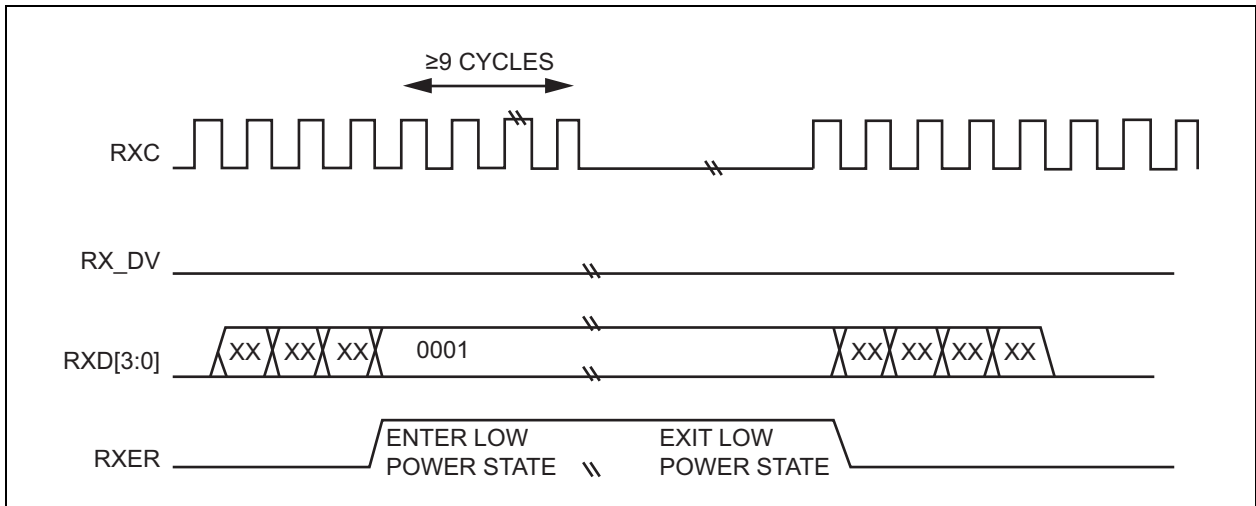 ≥9 CYCLES
RXC
RX_DV
RXD[3:0] XX XX XX 0001 XX XX XX XX
RXER ENTER LOW POWER STATE EXIT LOW POWER STATE